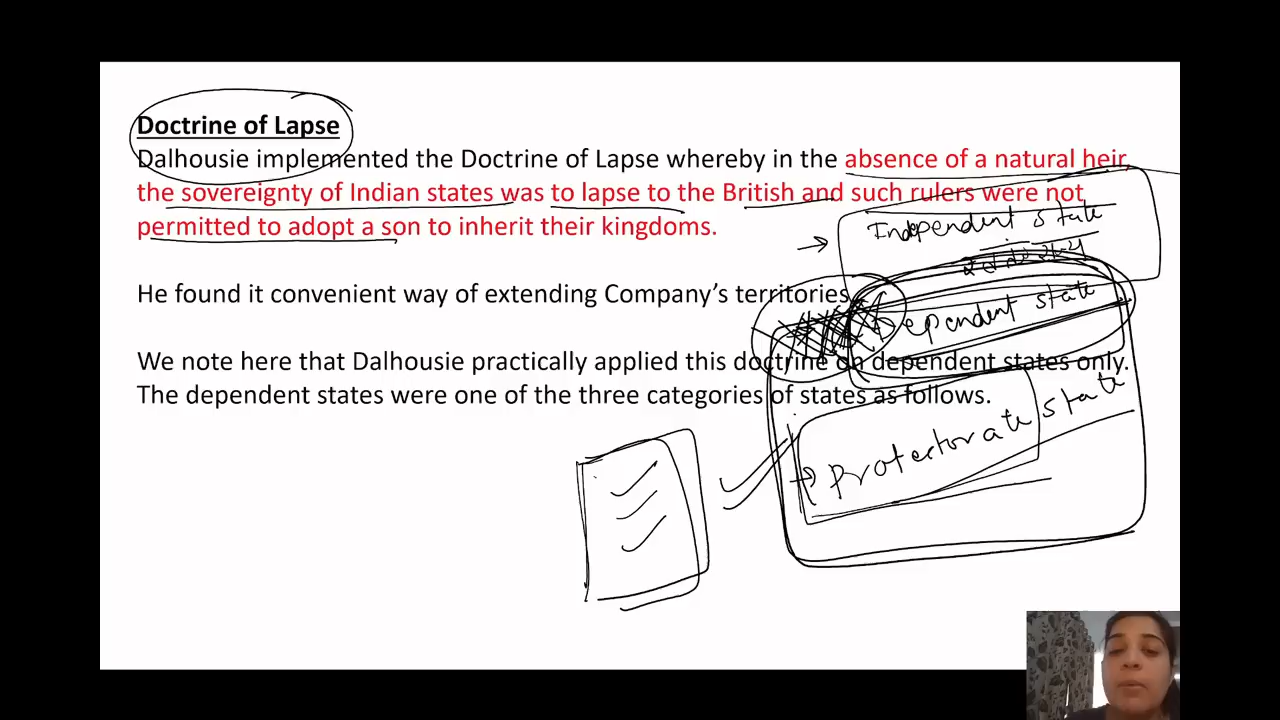 Doctrine of Lapse
Dalhousie implemented the Doctrine of Lapse whereby in the absence of a natural heir,
the sovereignty of Indian states was to lapse to the British and such rulers were not
permitted to adopt a son to inherit their kingdoms.
Independent state
He found it convenient way of extending Company's territories
Dependent state
We note here that Dalhousie practically applied this doctrine on dependent states only.
The dependent states were one of the three categories of states as follows.
Protectorate state